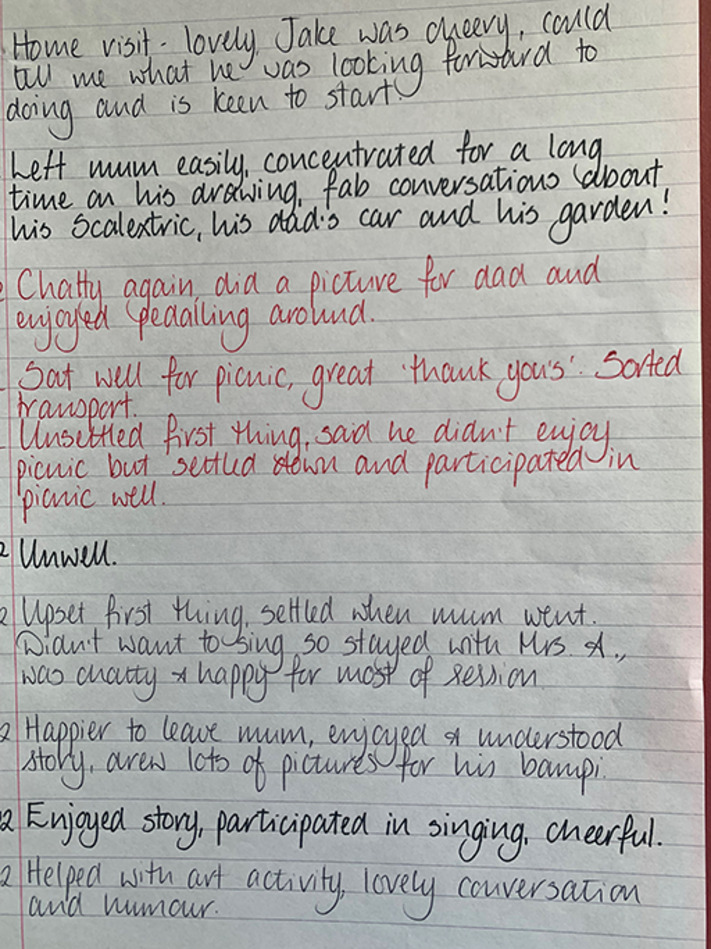 Home visit - lovely, Jake was cheery, could
tell me what he was looking forward to
doing and is keen to start.
Left mum easily, concentrated for a long
time on his drawing, fab conversations about
his Scalextric, his dad's car and his garden!
Chatty again, did a picture for dad and
enjoyed pedalling around.
Sat well for picnic, great 'thank you's'. Sorted
transport.
Unsettled first thing, said he didn't enjoy
picnic but settled down and participated in
picnic well.
2 Unwell.
2 Upset first thing, settled when mum went.
Didn't want to sing so stayed with Mrs A.,
was chatty & happy for most of session
2 Happier to leave mum, enjoyed & understood
story, drew lots of pictures for his bampi.
2 Enjoyed story, participated in singing, cheerful.
2 Helped with art activity, lovely conversation
and humour.